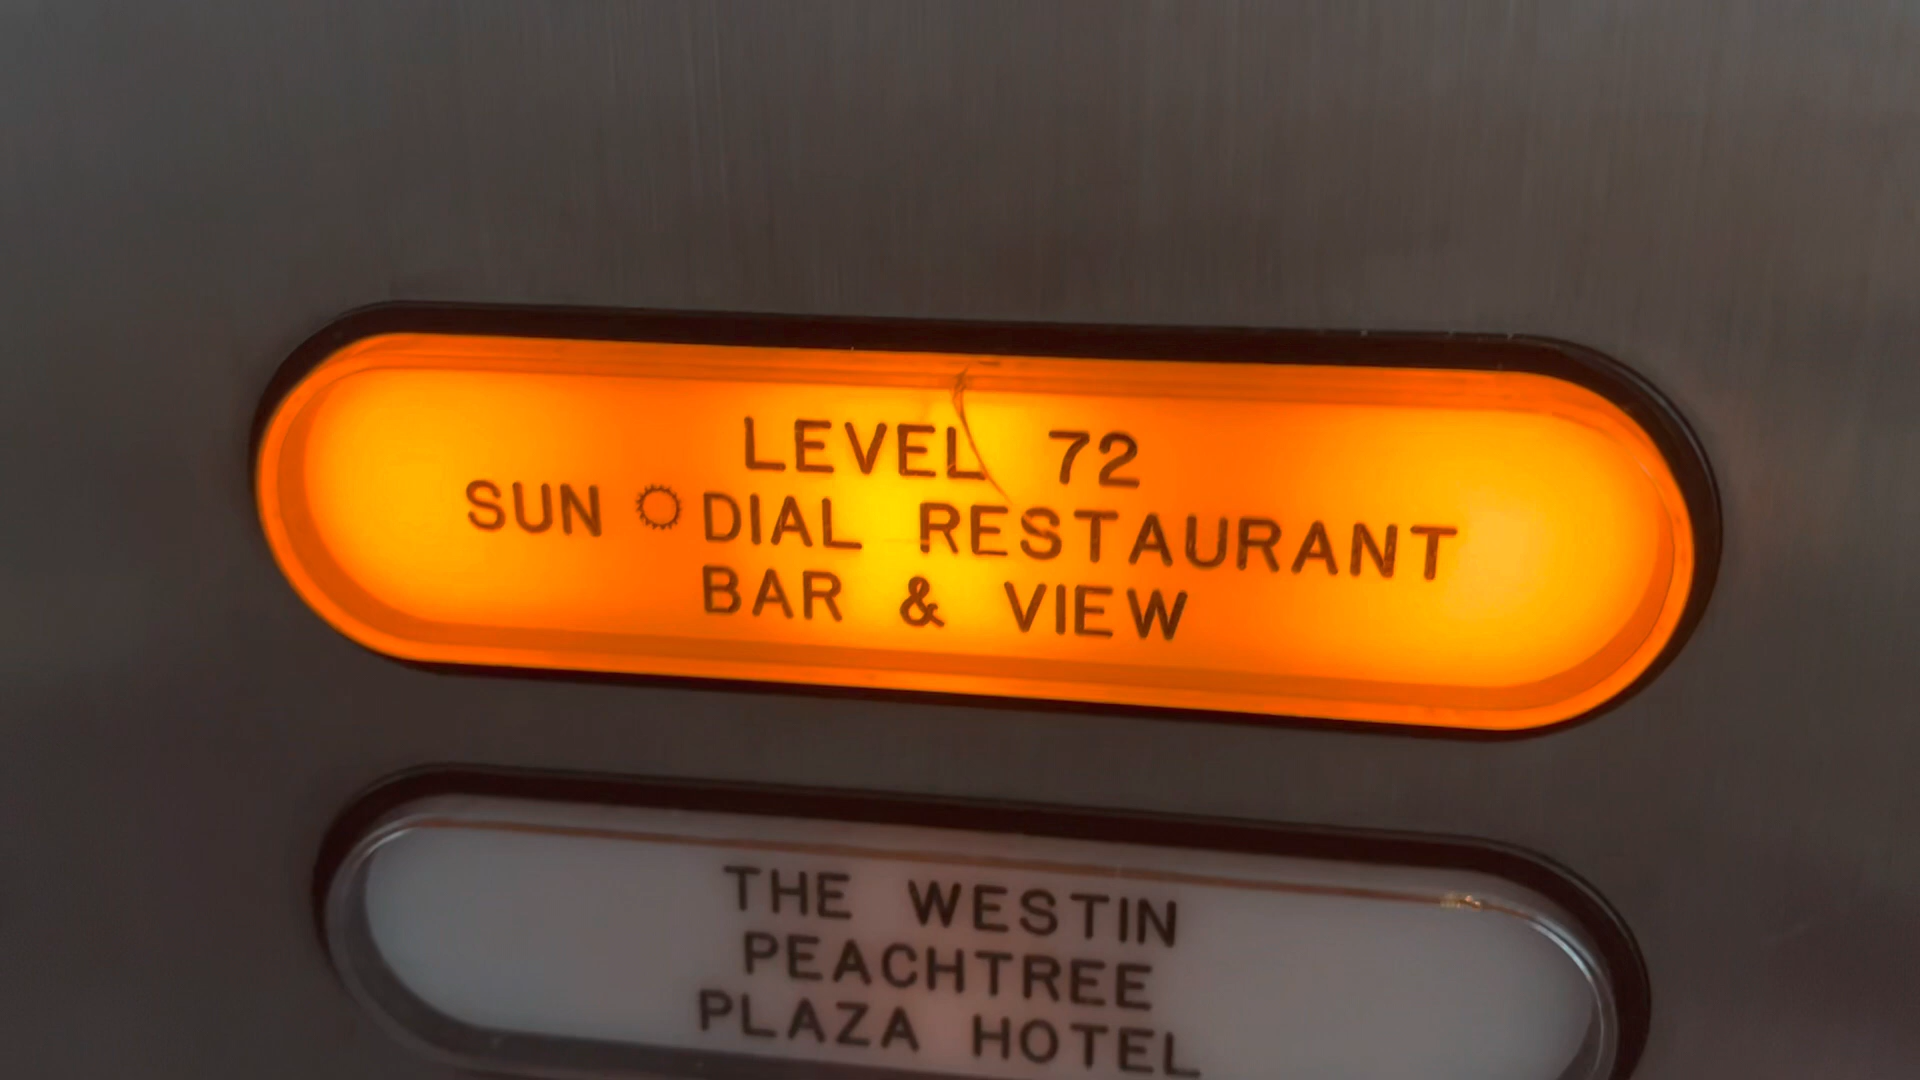 LEVEL 72
SUN DIAL RESTAURANT
BAR & VIEW
THE WESTIN
PEACHTREE
PLAZA HOTEL